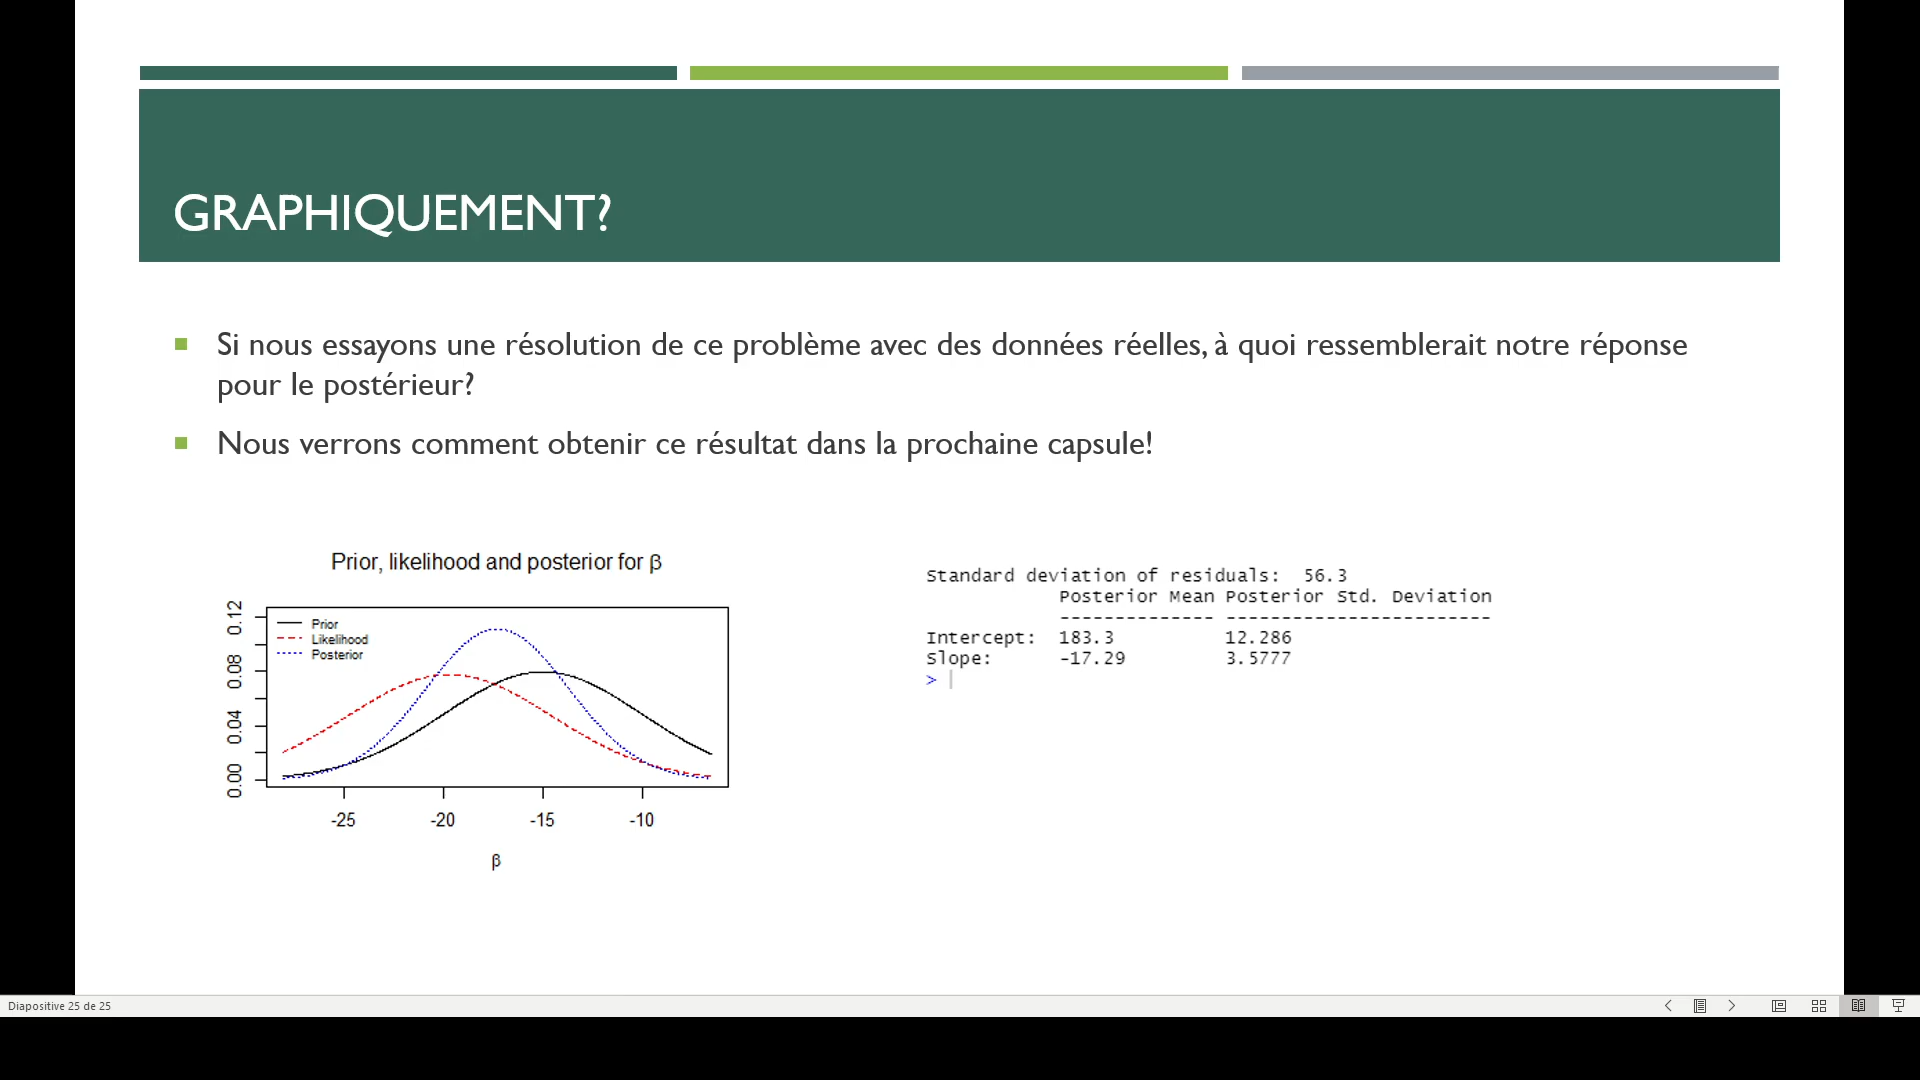 GRAPHIQUEMENT?
Si nous essayons une résolution de ce problème avec des données réelles, à quoi ressemblerait notre réponse
pour le postérieur?
Nous verrons comment obtenir ce résultat dans la prochaine capsule!
Prior, likelihood and posterior for β
0.12
0.08
0.04
0.00
Prior
Likelihood
Posterior
-25 -20 -15 -10
β
Standard deviation of residuals:  56.3
Posterior Mean Posterior Std. Deviation
-------------- ------------------------
Intercept:  183.3 12.286
Slope: -17.29 3.5777
>
Diapositive 25 de 25